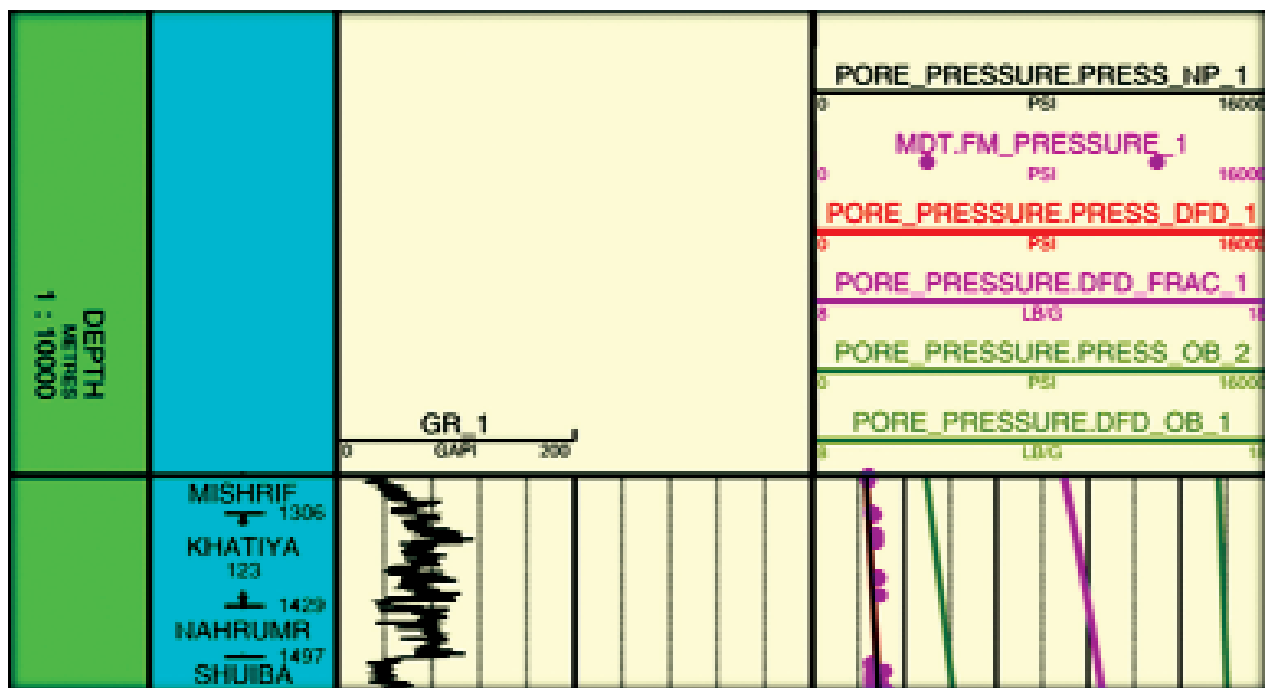 PORE_PRESSURE.PRESS_NP_1
0 PSI 16000
MDT.FM_PRESSURE_1
0 PSI 16000
PORE_PRESSURE.PRESS_DFD_1
0 PSI 16000
PORE_PRESSURE.DFD_FRAC_1
8 LB/G 18
PORE_PRESSURE.PRESS_OB_2
0 PSI 16000
PORE_PRESSURE.DFD_OB_1
8 LB/G 18
DEPTH
METRES
1 : 10000
GR_1
0 GAPI 200
MISHRIF
1306
KHATIYA
123
1429
NAHRUMR
1497
SHUIBA